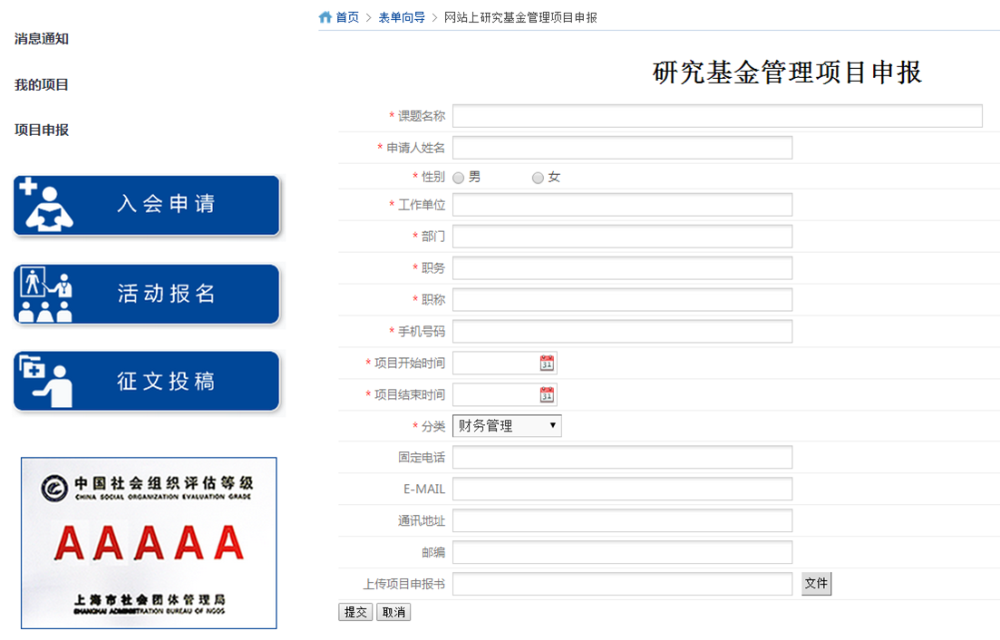 消息通知
我的项目
项目申报
入会申请
活动报名
征文投稿
中国社会组织评估等级
CHINA SOCIAL ORGANIZATION EVALUATION GRADE
AAAAA
上海市社会团体管理局
SHANGHAI ADMINISTRATION BUREAU OF NGOS
首页 > 表单向导 > 网站上研究基金管理项目申报
研究基金管理项目申报
* 课题名称
* 申请人姓名
* 性别 男 女
* 工作单位
* 部门
* 职务
* 职称
* 手机号码
* 项目开始时间 31
* 项目结束时间 31
* 分类 财务管理
固定电话
E-MAIL
通讯地址
邮编
上传项目申报书 文件
提交 取消